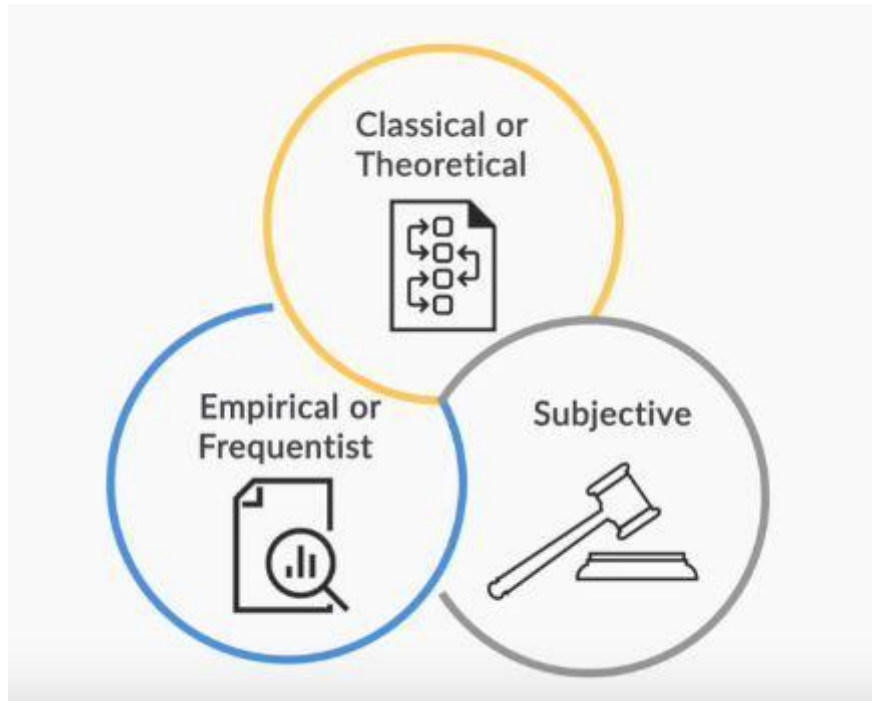 Classical or
Theoretical
Empirical or
Frequentist
Subjective